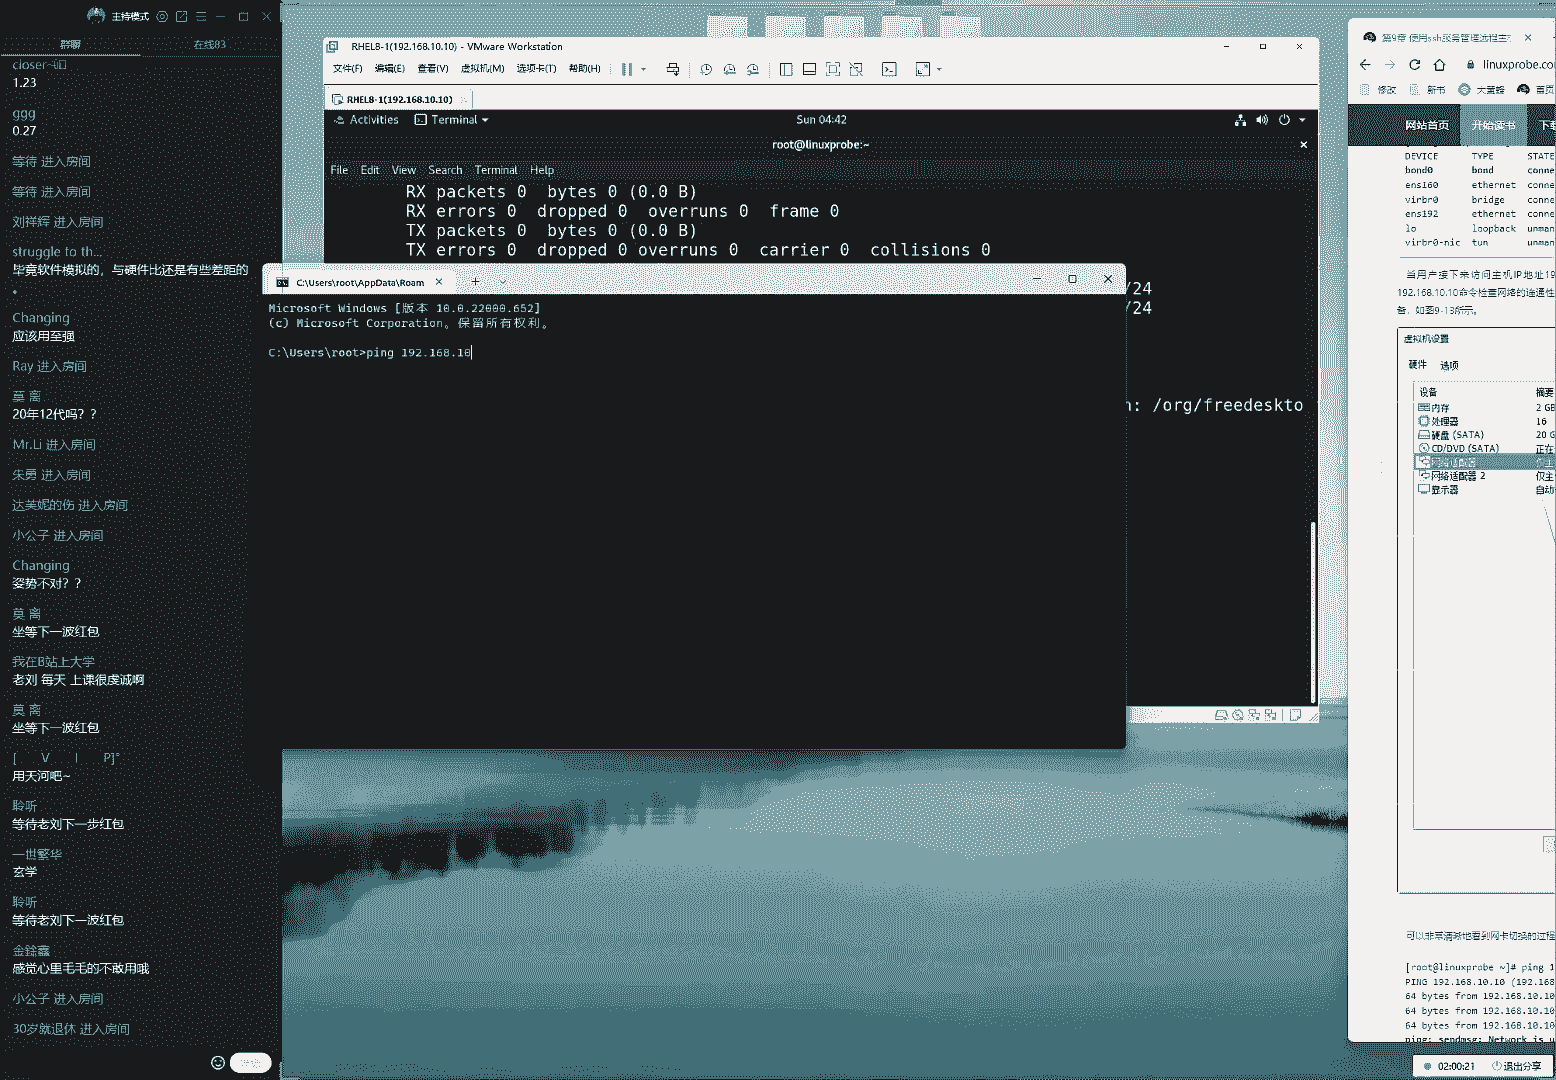 主持模式
群聊
在线83
1.23
ggg
0.27
等待 进入房间
等待 进入房间
刘祥辉 进入房间
struggle to th...
毕竟软件模拟的，与硬件比还是有些差距的
。
Changing
应该用至强
Ray 进入房间
莫 离
20年12代吗？？
Mr.Li 进入房间
朱勇 进入房间
达芙妮的伤 进入房间
小公子 进入房间
Changing
姿势不对？？
莫 离
坐等下一波红包
我在B站上大学
老刘 每天 上课很虔诚啊
莫 离
坐等下一波红包
[ V I P]°
用天河吧~
聆听
等待老刘下一步红包
一世繁华
玄学
聆听
等待老刘下一波红包
感觉心里毛毛的不敢用哦
小公子 进入房间
30岁就退休 进入房间
RHEL8-1(192.168.10.10) - VMware Workstation
文件(F) 编辑(E) 查看(V) 虚拟机(M) 选项卡(T) 帮助(H)
RHEL8-1(192.168.10.10)
Activities Terminal Sun 04:42
root@linuxprobe:~
File Edit View Search Terminal Help
RX packets 0 bytes 0 (0.0 B)
RX errors 0 dropped 0 overruns 0 frame 0
TX packets 0 bytes 0 (0.0 B)
TX errors 0 dropped 0 overruns 0 carrier 0 collisions 0
/24
/24
n: /org/freedeskto
C:\Users\root\AppData\Roam
Microsoft Windows [版本 10.0.22000.652]
(c) Microsoft Corporation。保留所有权利。
C:\Users\root>ping 192.168.10
第9章 使用ssh服务管理远程主
linuxprobe.co
修改 新书 大黄蜂 首页
网站首页 开始读书 下载
DEVICE TYPE STATE
bond0 bond conne
ens160 ethernet conne
virbr0 bridge conne
ens192 ethernet conne
lo loopback unman
virbr0-nic tun unman
当用户接下来访问主机IP地址19
192.168.10.10命令检查网络的连通性
备，如图9-13所示。
虚拟机设置
硬件 选项
设备 摘要
内存 2 GB
处理器 16
硬盘 (SATA) 20 G
CD/DVD (SATA) 正在
网络适配器 仅主
网络适配器 2 仅主
显示器 自动
可以非常清晰地看到网卡切换的过程
[root@linuxprobe ~]# ping 1
PING 192.168.10.10 (192.168
64 bytes from 192.168.10.10
64 bytes from 192.168.10.10
64 bytes from 192.168.10.10
ping: sendmsg: Network is u
02:00:21 退出分享